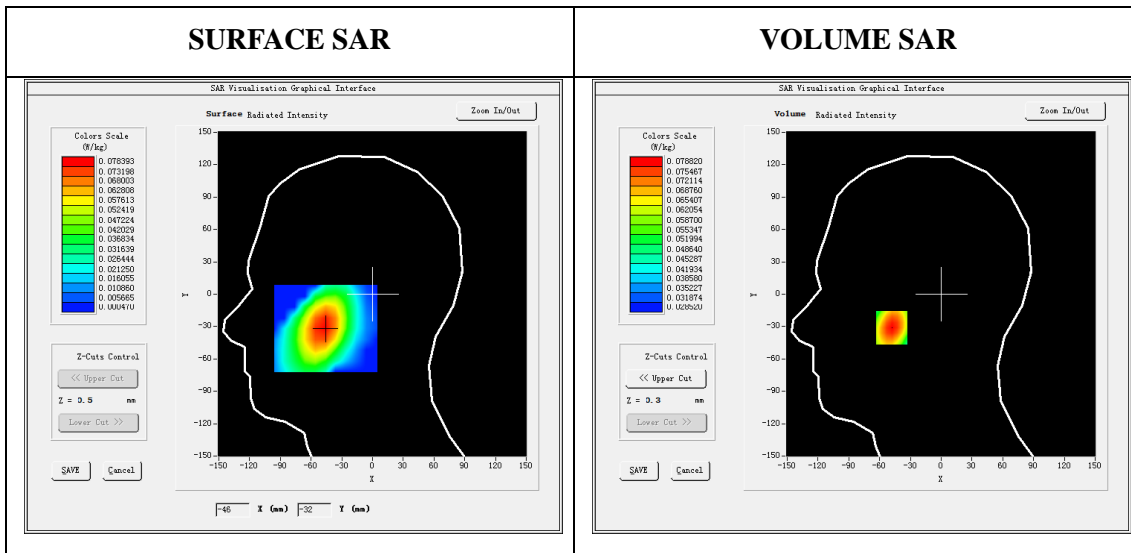 SURFACE SAR
VOLUME SAR
SAR Visualisation Graphical Interface
Surface Radiated Intensity
Zoom In/Out
Colors Scale
(W/kg)
0.078393
0.073198
0.068003
0.062808
0.057613
0.052419
0.047224
0.042029
0.036834
0.031639
0.026444
0.021250
0.016055
0.010860
0.005665
0.000470
150
120
90
60
30
0
-30
-60
-90
-120
-150
Y
-150 -120 -90 -60 -30 0 30 60 90 120 150
X
Z-Cuts Control
<< Upper Cut
Z = 0.5 mm
Lower Cut >>
SAVE Cancel
-46 X (mm) -32 Y (mm)
SAR Visualisation Graphical Interface
Volume Radiated Intensity
Zoom In/Out
Colors Scale
(W/kg)
0.078820
0.075467
0.072114
0.068760
0.065407
0.062054
0.058700
0.055347
0.051994
0.048640
0.045287
0.041934
0.038580
0.035227
0.031874
0.028520
150
120
90
60
30
0
-30
-60
-90
-120
-150
Y
-150 -120 -90 -60 -30 0 30 60 90 120 150
X
Z-Cuts Control
<< Upper Cut
Z = 0.3 mm
Lower Cut >>
SAVE Cancel